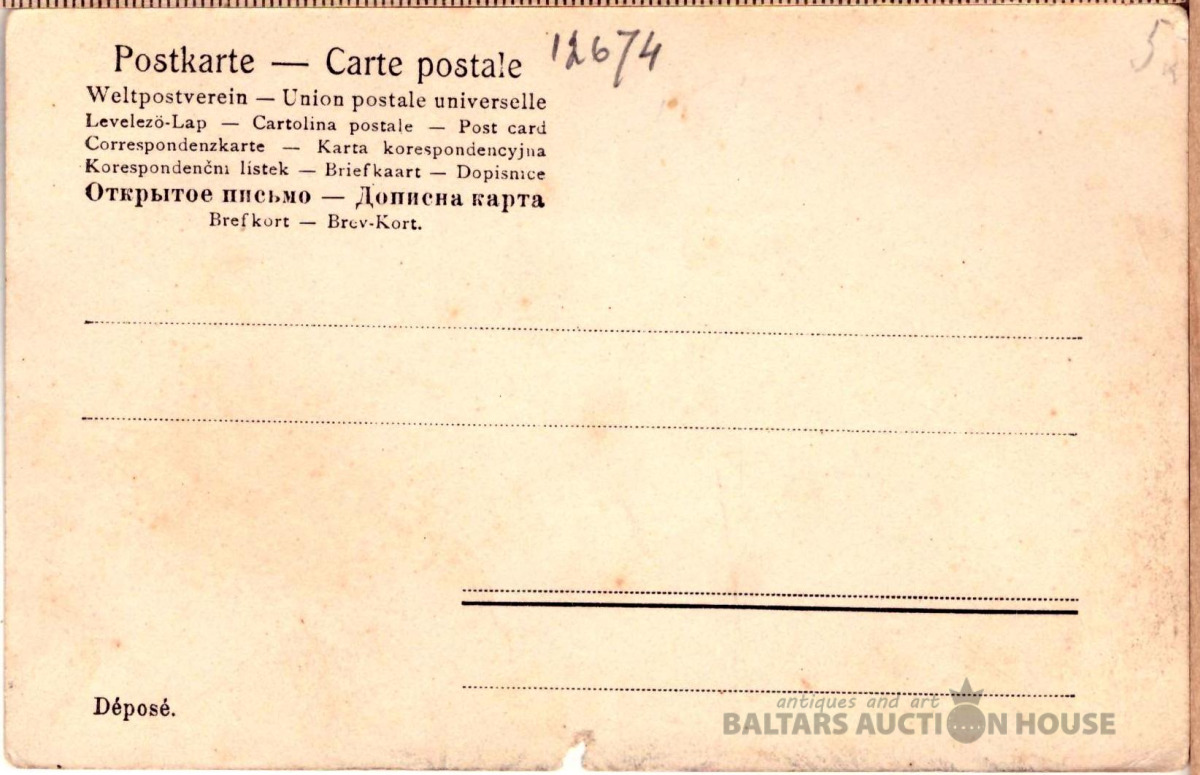 Postkarte — Carte postale 12674
5 к
Weltpostverein — Union postale universelle
Levelezö-Lap — Cartolina postale — Post card
Correspondenzkarte — Karta korespondencyjna
Korespondenčni listek — Briefkaart — Dopisnice
Открытое письмо — Дописна карта
Brefkort — Brev-Kort.
Déposé.
antiques and art
BALTARS AUCTION HOUSE